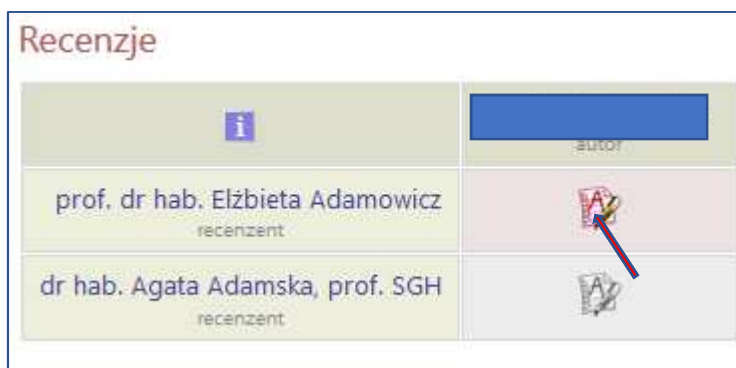 Recenzje
i
autor
prof. dr hab. Elżbieta Adamowicz
recenzent
dr hab. Agata Adamska, prof. SGH
recenzent